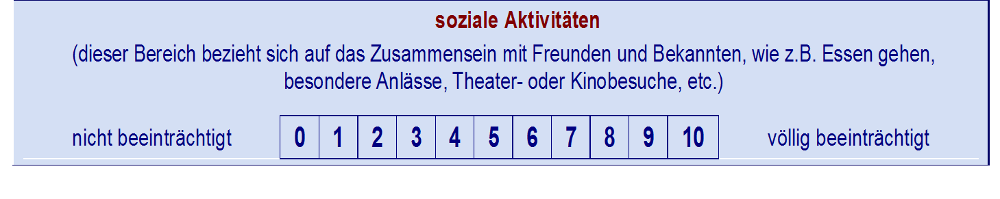 soziale Aktivitäten
(dieser Bereich bezieht sich auf das Zusammensein mit Freunden und Bekannten, wie z.B. Essen gehen,
besondere Anlässe, Theater- oder Kinobesuche, etc.)
nicht beeinträchtigt 0 1 2 3 4 5 6 7 8 9 10 völlig beeinträchtigt